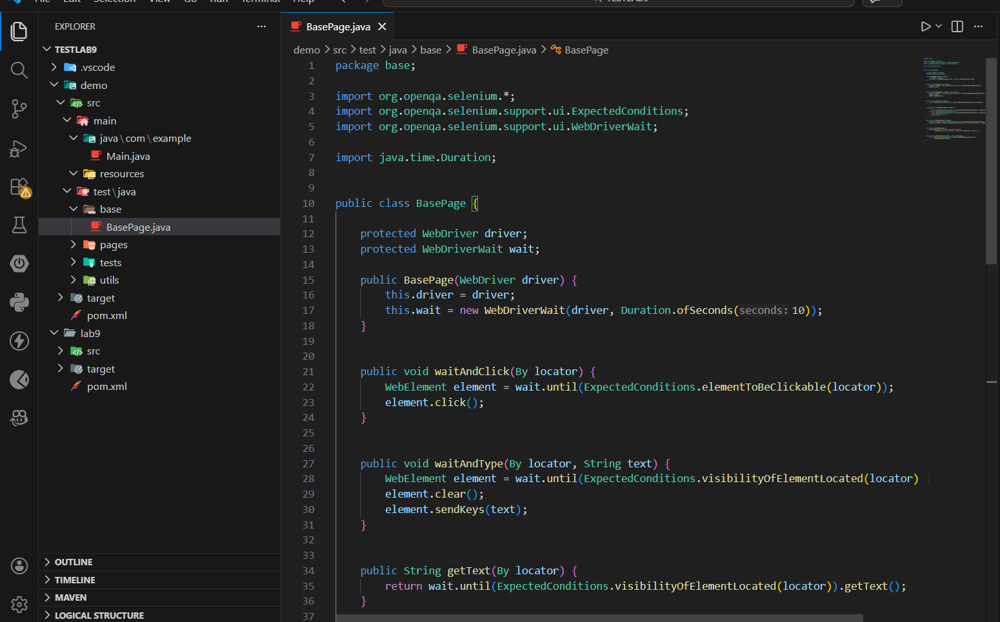 File Edit Selection View Go Run Terminal Help
TESTLAB9
EXPLORER
TESTLAB9
.vscode
demo
src
main
java\com\example
Main.java
resources
test\java
base
BasePage.java
pages
tests
utils
target
pom.xml
lab9
src
target
pom.xml
OUTLINE
TIMELINE
MAVEN
LOGICAL STRUCTURE
BasePage.java
demo > src > test > java > base > BasePage.java > BasePage
1 package base;
2
3 import org.openqa.selenium.*;
4 import org.openqa.selenium.support.ui.ExpectedConditions;
5 import org.openqa.selenium.support.ui.WebDriverWait;
6
7 import java.time.Duration;
8
9
10 public class BasePage {
11
12 protected WebDriver driver;
13 protected WebDriverWait wait;
14
15 public BasePage(WebDriver driver) {
16 this.driver = driver;
17 this.wait = new WebDriverWait(driver, Duration.ofSeconds(seconds: 10));
18 }
19
20
21 public void waitAndClick(By locator) {
22 WebElement element = wait.until(ExpectedConditions.elementToBeClickable(locator));
23 element.click();
24 }
25
26
27 public void waitAndType(By locator, String text) {
28 WebElement element = wait.until(ExpectedConditions.visibilityOfElementLocated(locator));
29 element.clear();
30 element.sendKeys(text);
31 }
32
33
34 public String getText(By locator) {
35 return wait.until(ExpectedConditions.visibilityOfElementLocated(locator)).getText();
36 }
37